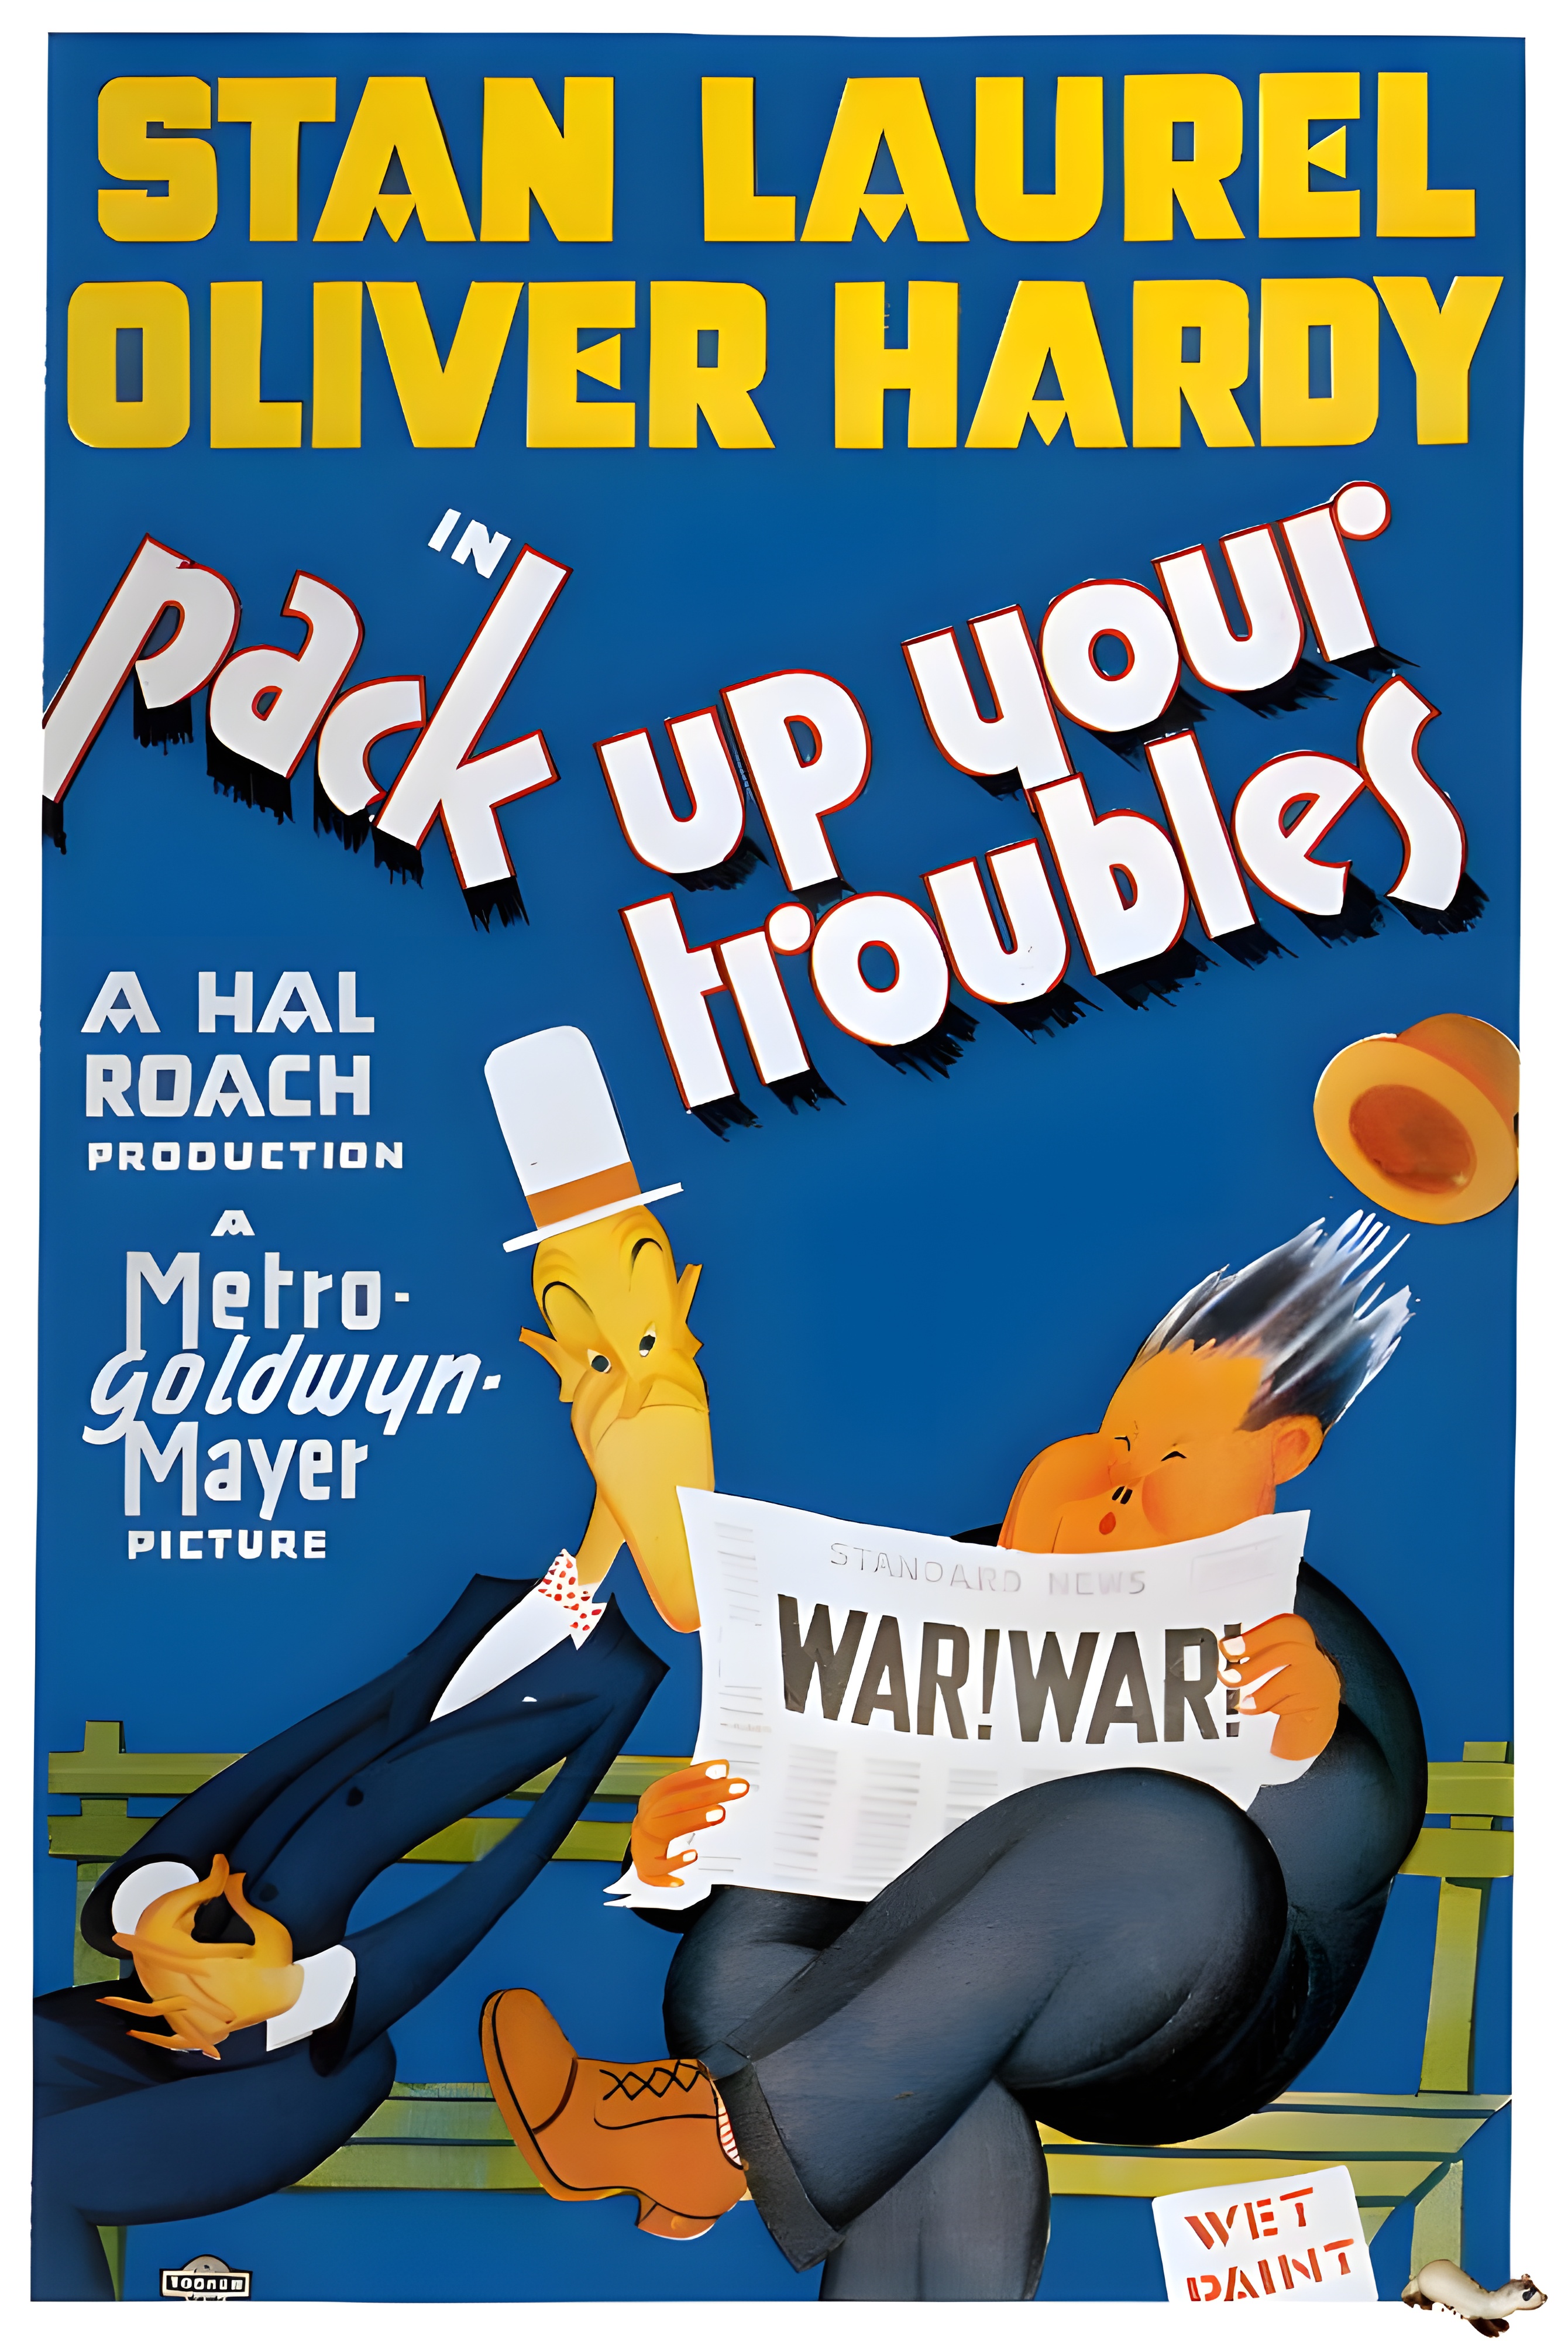 STAN LAUREL
OLIVER HARDY
IN
pack up your
troubles
A HAL
ROACH
PRODUCTION
A
Metro-
Goldwyn-
Mayer
PICTURE
STANDARD NEWS
WAR! WAR!
WET
PAINT